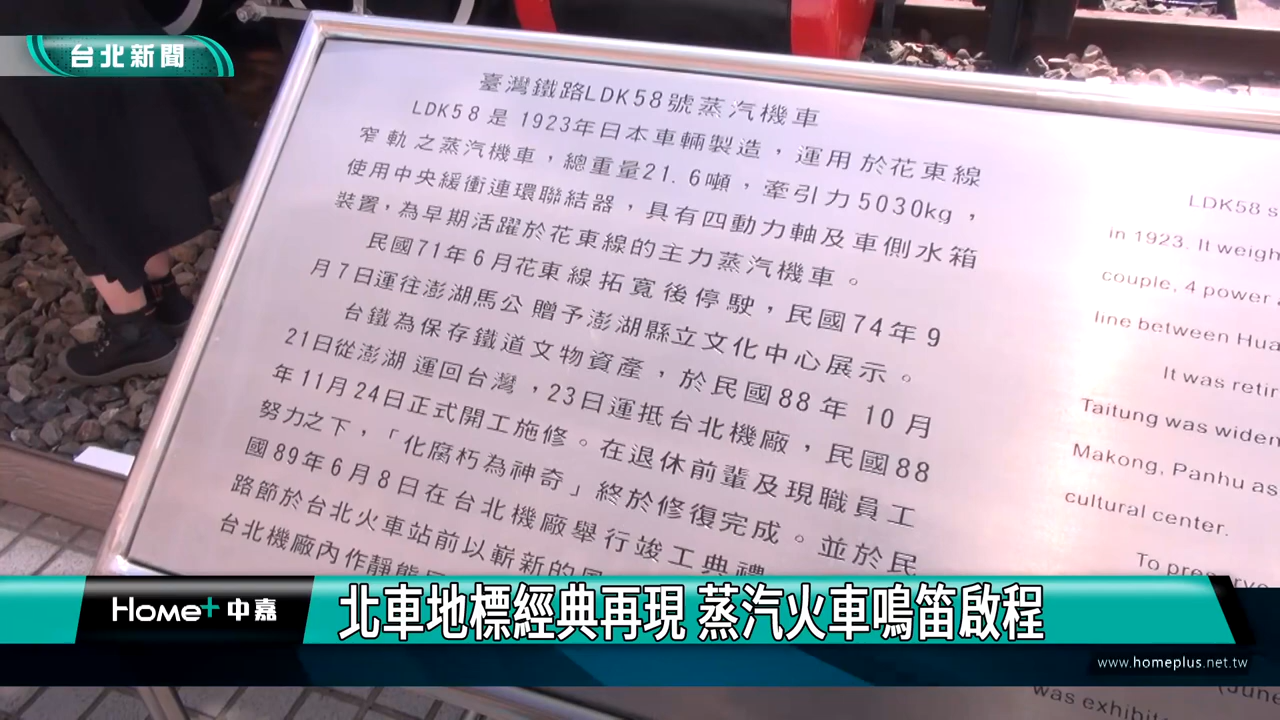 台北新聞
臺灣鐵路LDK58號蒸汽機車
LDK58是1923年日本車輛製造，運用於花東線
窄軌之蒸汽機車，總重量21.6噸，牽引力5030kg，
使用中央緩衝連環聯結器，具有四動力軸及車側水箱
裝置，為早期活躍於花東線的主力蒸汽機車。
民國71年6月花東線拓寬後停駛，民國74年9
月7日運往澎湖馬公贈予澎湖縣立文化中心展示。
台鐵為保存鐵道文物資產，於民國88年10月
21日從澎湖運回台灣，23日運抵台北機廠，民國88
年11月24日正式開工施修。在退休前輩及現職員工
努力之下，「化腐朽為神奇」終於修復完成。並於民
國89年6月8日在台北機廠舉行竣工典禮
路節於台北火車站前以嶄新的風
台北機廠內作靜態展
LDK58 s
in 1923. It weigh
couple, 4 power
line between Hua
It was retir
Taitung was widen
Makong, Panhu as
cultural center.
To preserve
(June
was exhibite
Home+中嘉
北車地標經典再現 蒸汽火車鳴笛啟程
www.homeplus.net.tw